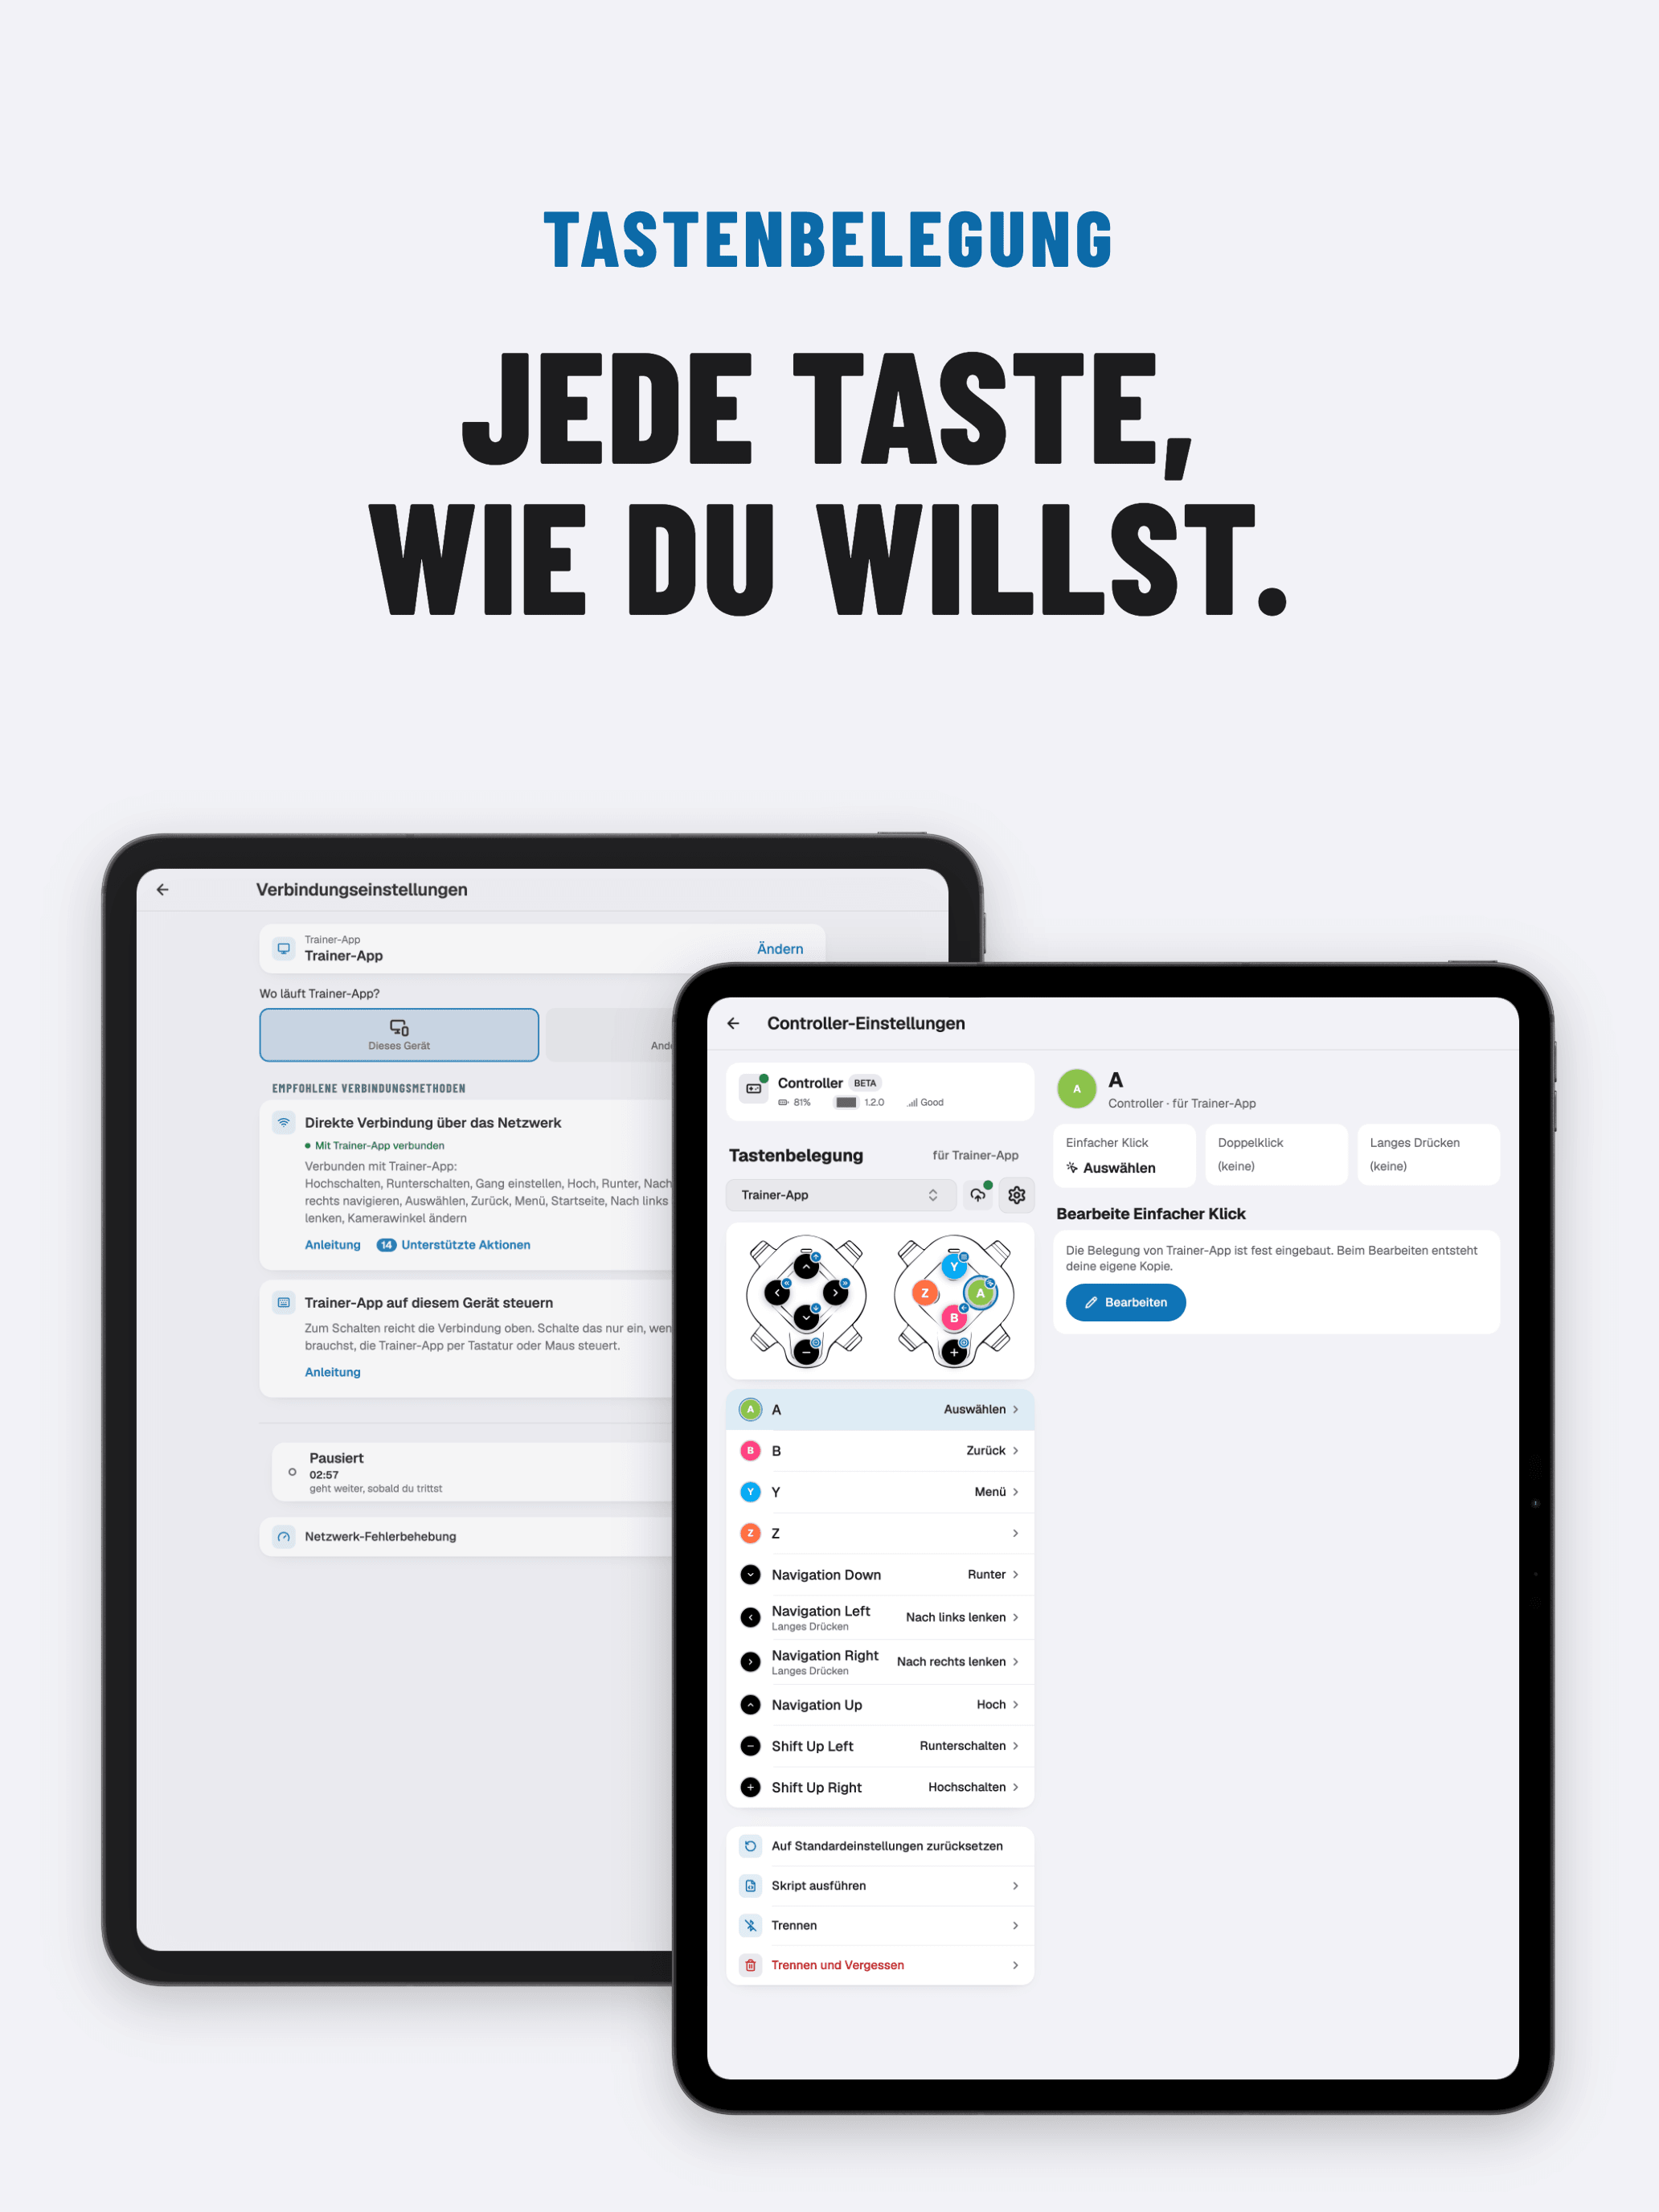 TASTENBELEGUNG
JEDE TASTE,
WIE DU WILLST.
Verbindungseinstellungen
Trainer-App
Trainer-App
Ändern
Wo läuft Trainer-App?
Dieses Gerät
EMPFOHLENE VERBINDUNGSMETHODEN
Direkte Verbindung über das Netzwerk
Mit Trainer-App verbunden
Verbunden mit Trainer-App:
Hochschalten, Runterschalten, Gang einstellen, Hoch, Runter, Nach
rechts navigieren, Auswählen, Zurück, Menü, Startseite, Nach links
lenken, Kamerawinkel ändern
Anleitung 14 Unterstützte Aktionen
Trainer-App auf diesem Gerät steuern
Zum Schalten reicht die Verbindung oben. Schalte das nur ein,
brauchst, die Trainer-App per Tastatur oder Maus steuert.
Anleitung
Pausiert
02:57
geht weiter, sobald du trittst
Netzwerk-Fehlerbehebung
Controller-Einstellungen
Controller BETA
81% 1.2.0 Good
Tastenbelegung für Trainer-App
Trainer-App
Y
Z A
B
A Auswählen
B Zurück
Y Menü
Z
Navigation Down Runter
Navigation Left
Langes Drücken
Nach links lenken
Navigation Right
Langes Drücken
Nach rechts lenken
Navigation Up Hoch
Shift Up Left Runterschalten
Shift Up Right Hochschalten
Auf Standardeinstellungen zurücksetzen
Skript ausführen
Trennen
Trennen und Vergessen
A A
Controller · für Trainer-App
Einfacher Klick
Auswählen
Doppelklick
(keine)
Langes Drücken
(keine)
Bearbeite Einfacher Klick
Die Belegung von Trainer-App ist fest eingebaut. Beim Bearbeiten entsteht
deine eigene Kopie.
Bearbeiten